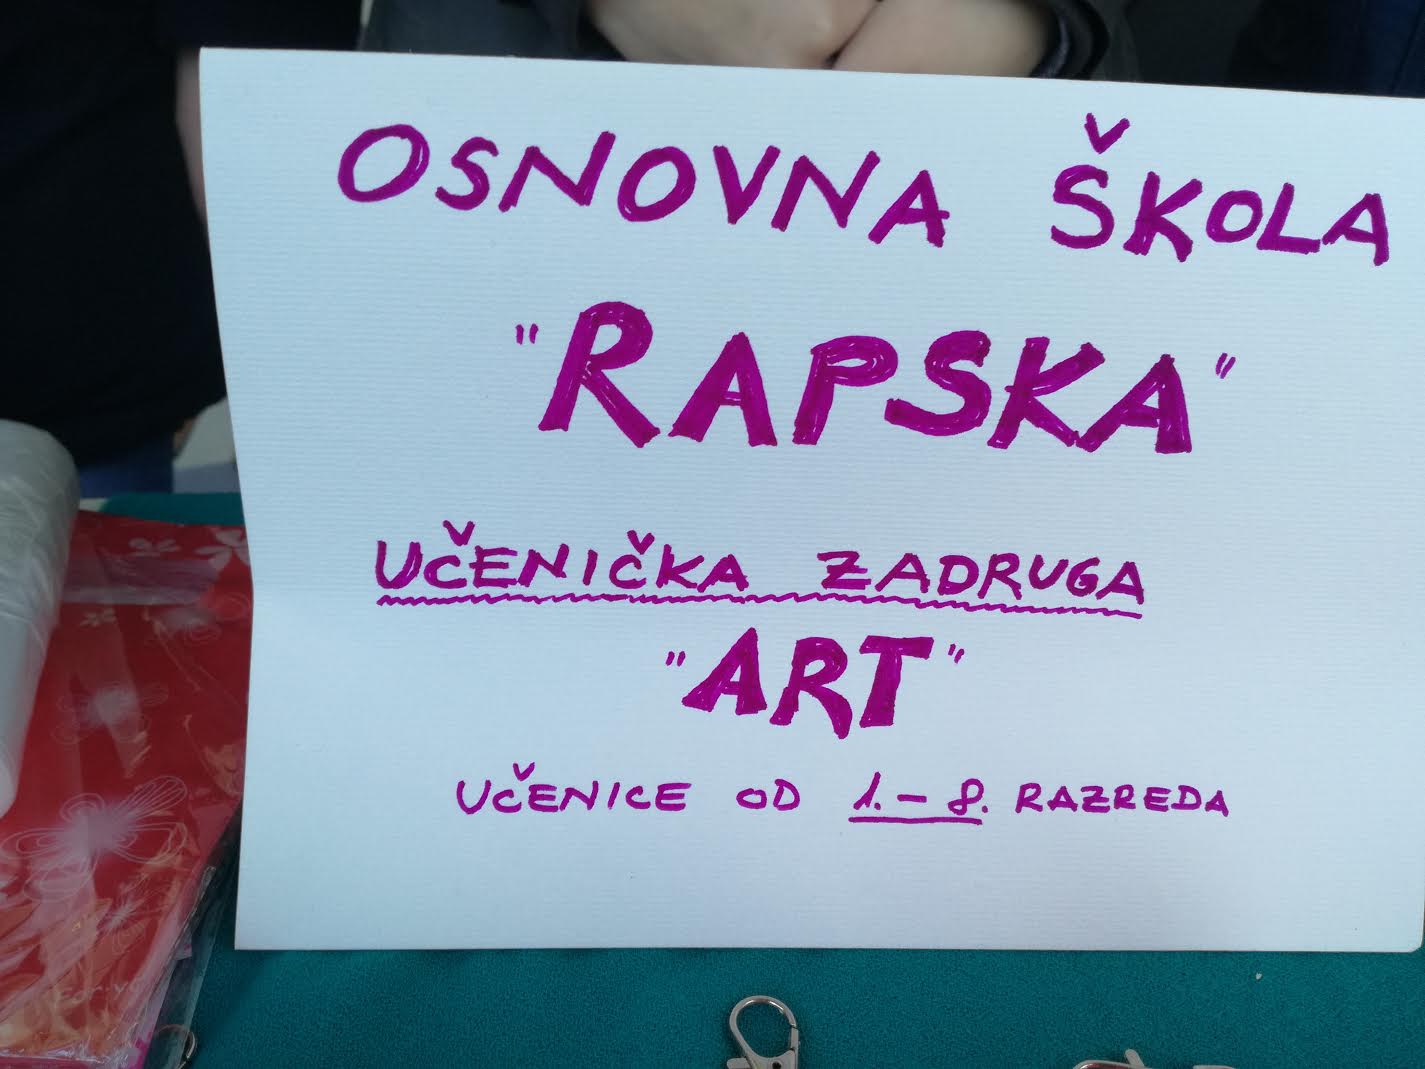 OSNOVNA ŠKOLA
"RAPSKA"
UČENIČKA ZADRUGA
"ART"
UČENICE OD 1.-8. RAZREDA